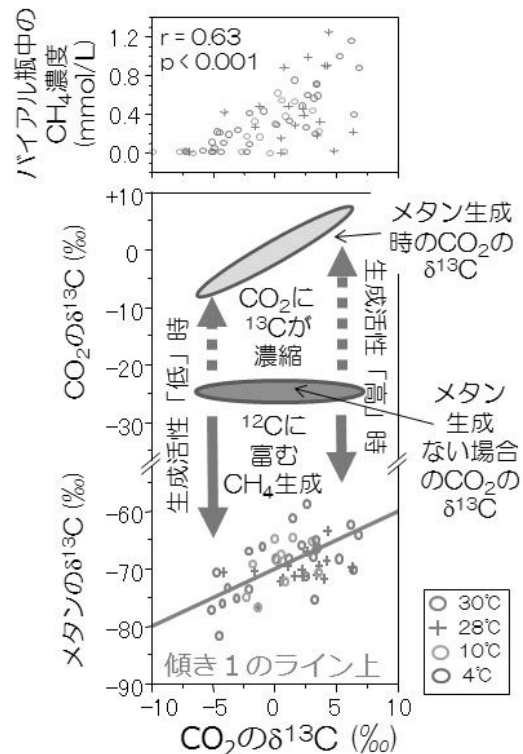 バイアル瓶中の
CH₄濃度
(mmol/L)
1.2
0.8
0.4
0.0
r = 0.63
p < 0.001
CO₂のδ¹³C (‰)
+10
0
−10
−20
−30
メタン生成
時のCO₂の
δ¹³C
CO₂に
¹³Cが
濃縮
生成活性「低」時
生成活性「高」時
メタン
生成
ない場合
のCO₂の
δ¹³C
¹²Cに
富む
CH₄生成
メタンのδ¹³C (‰)
−60
−70
−80
−90
傾き1のライン上
30℃
28℃
10℃
4℃
−10 −5 0 5 10
CO₂のδ¹³C (‰)